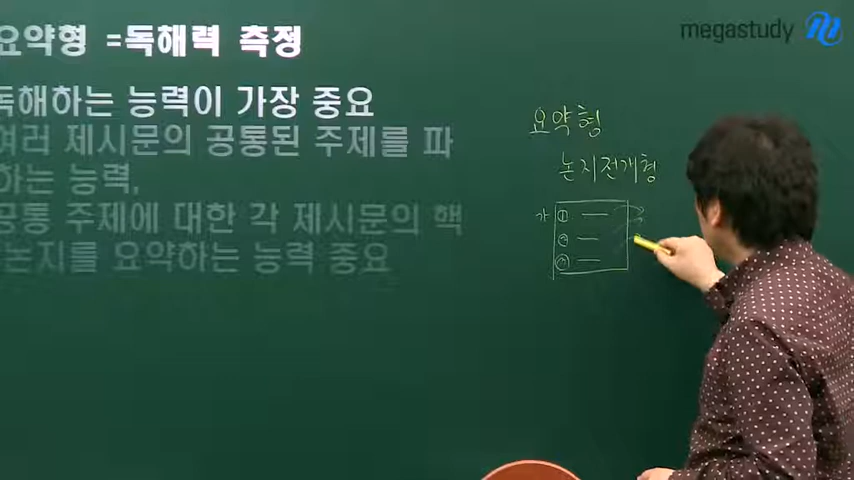 요약형 =독해력 측정
독해하는 능력이 가장 중요
여러 제시문의 공통된 주제를 파
하는 능력,
공통 주제에 대한 각 제시문의 핵
논지를 요약하는 능력 중요
megastudy
요약형
논지전개형
가 ①
②
③